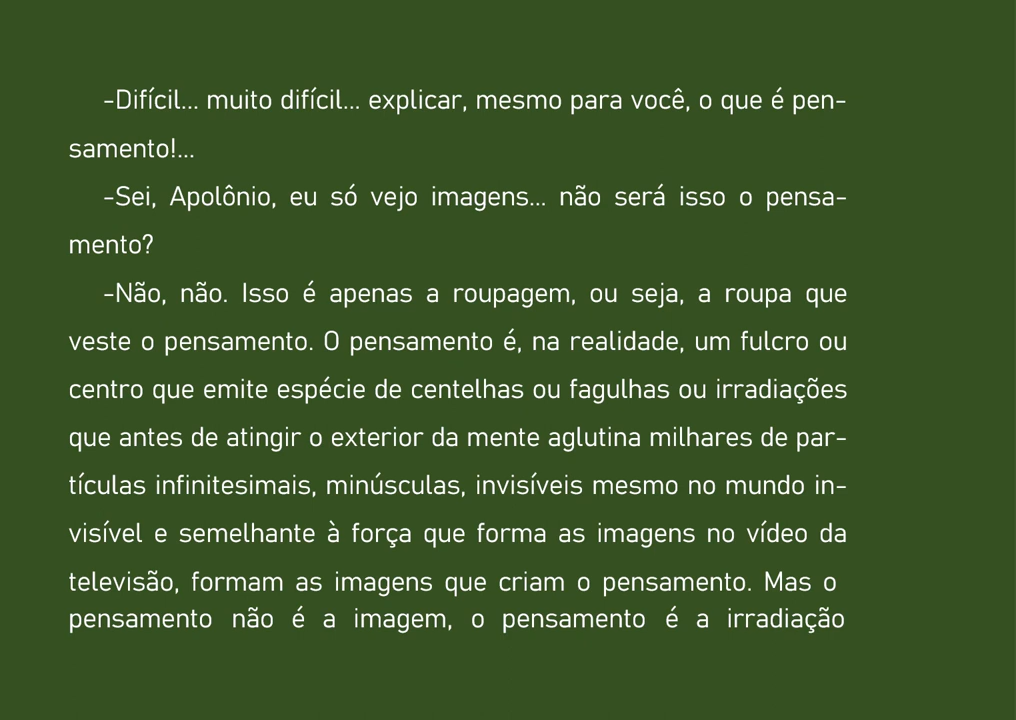 -Difícil... muito difícil... explicar, mesmo para você, o que é pen-
samento!...
-Sei, Apolônio, eu só vejo imagens... não será isso o pensa-
mento?
-Não, não. Isso é apenas a roupagem, ou seja, a roupa que
veste o pensamento. O pensamento é, na realidade, um fulcro ou
centro que emite espécie de centelhas ou fagulhas ou irradiações
que antes de atingir o exterior da mente aglutina milhares de par-
tículas infinitesimais, minúsculas, invisíveis mesmo no mundo in-
visível e semelhante à força que forma as imagens no vídeo da
televisão, formam as imagens que criam o pensamento. Mas o
pensamento não é a imagem, o pensamento é a irradiação